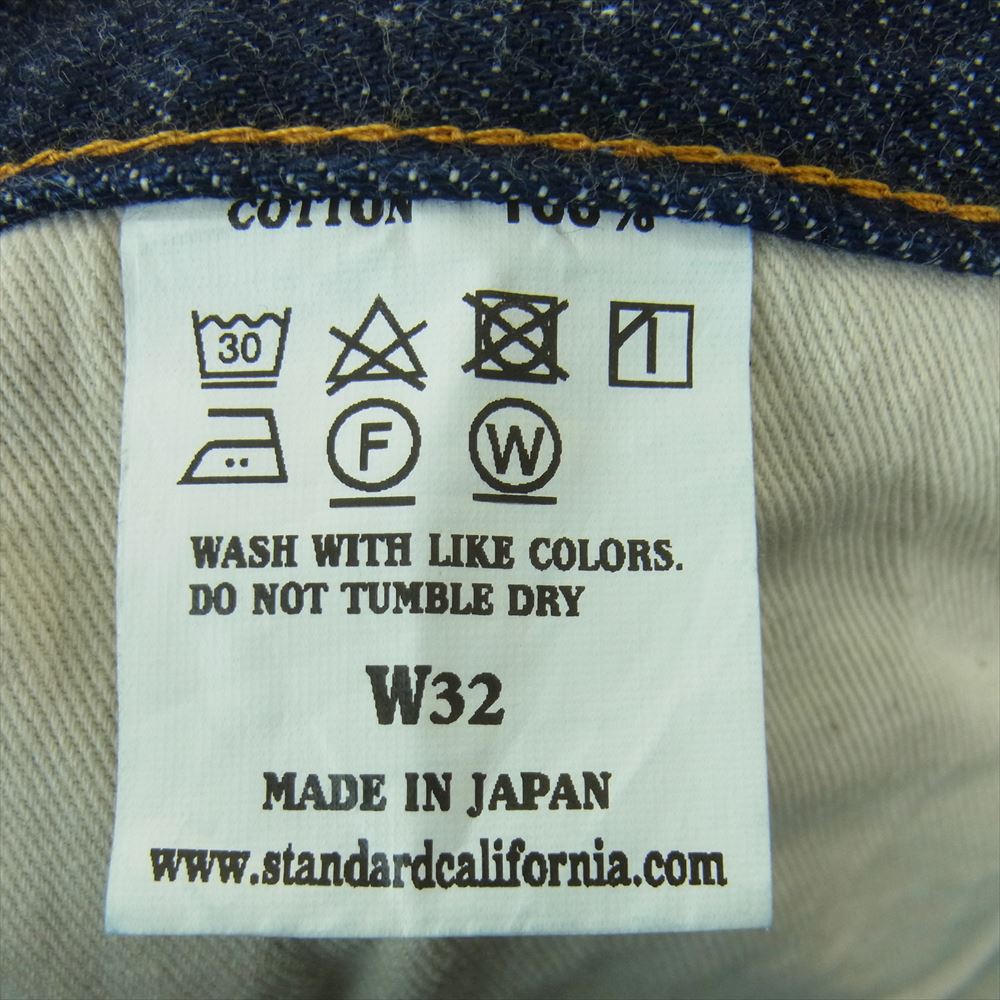 COTTON 100%
30
F W
WASH WITH LIKE COLORS.
DO NOT TUMBLE DRY
W32
MADE IN JAPAN
www.standardcalifornia.com